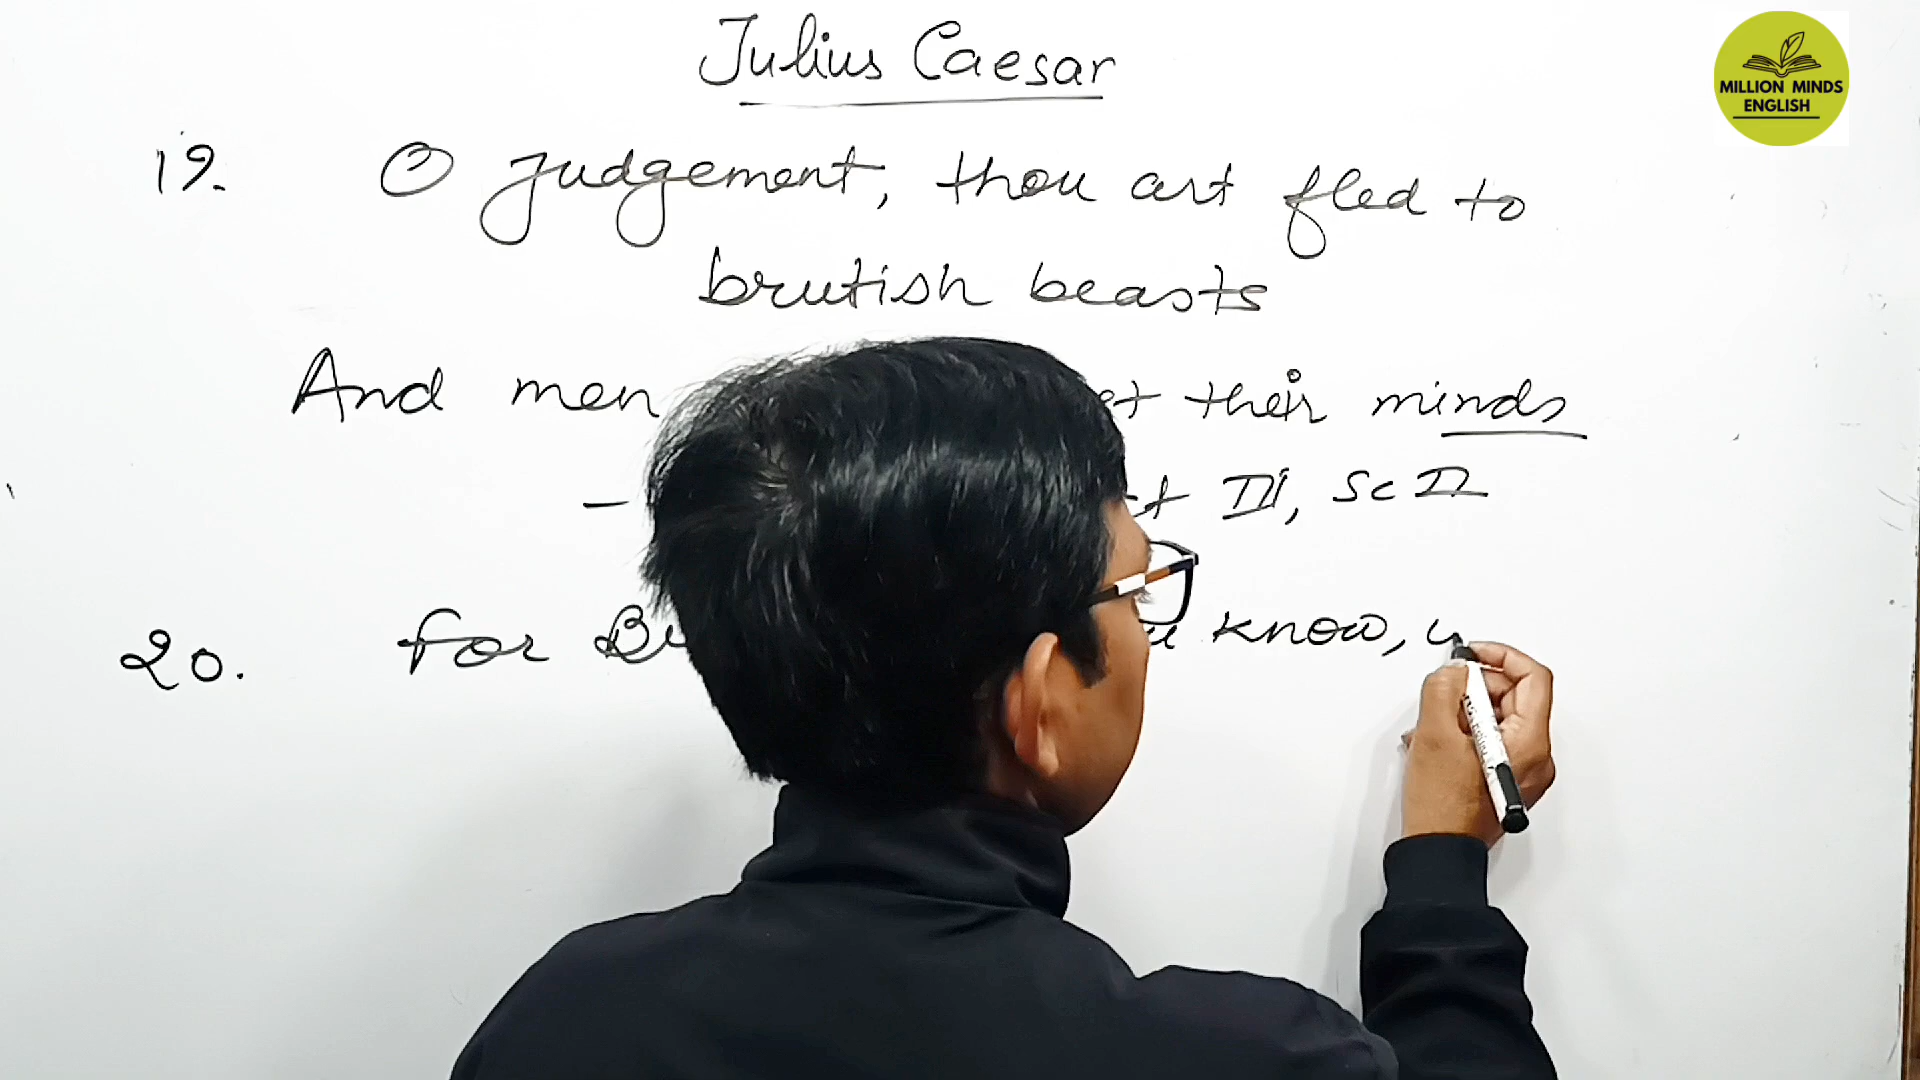 Julius Caesar
MILLION MINDS
ENGLISH
19. O Judgement, thou art fled to
brutish beasts
And men their minds
- III, Sc II
20. For know,